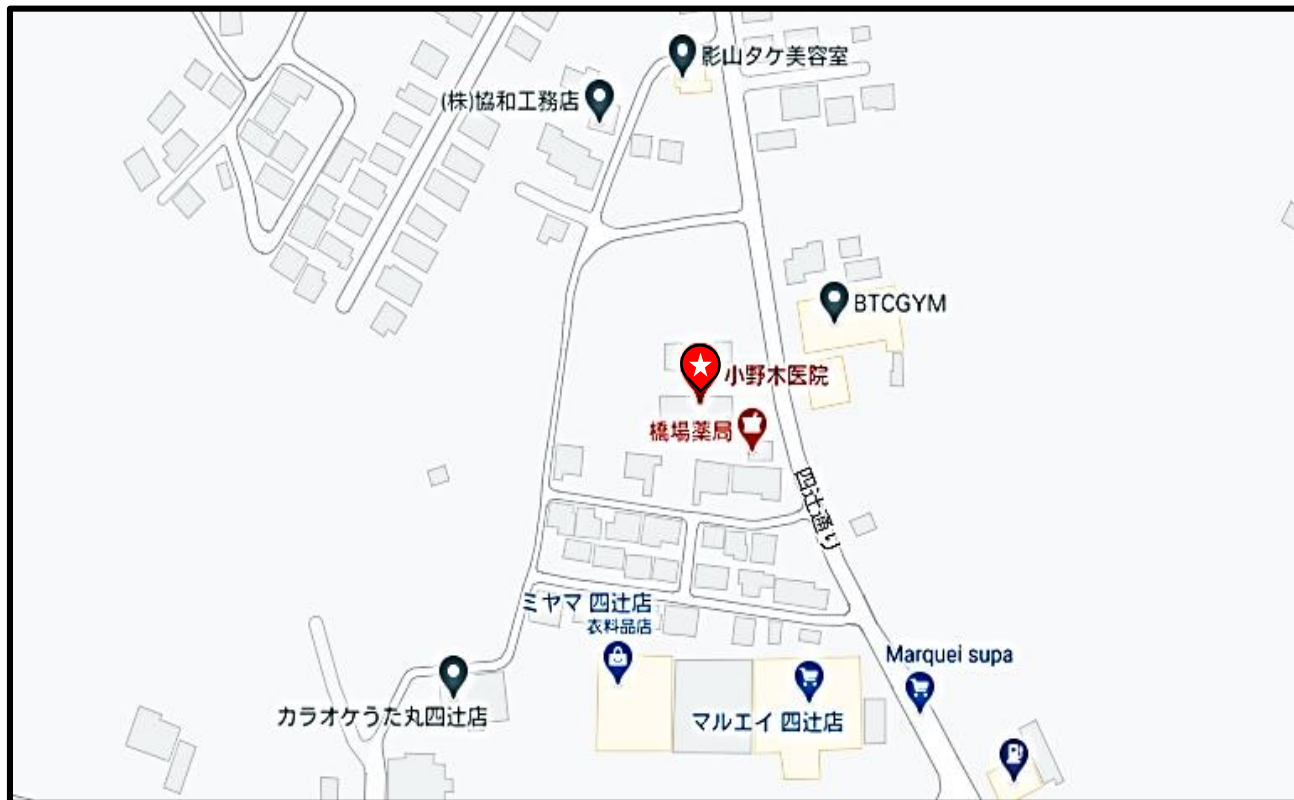 影山タケ美容室
(株)協和工務店
BTCGYM
小野木医院
橋場薬局
四辻通り
ミヤマ 四辻店
衣料品店
Marquei supa
カラオケうた丸四辻店
マルエイ 四辻店